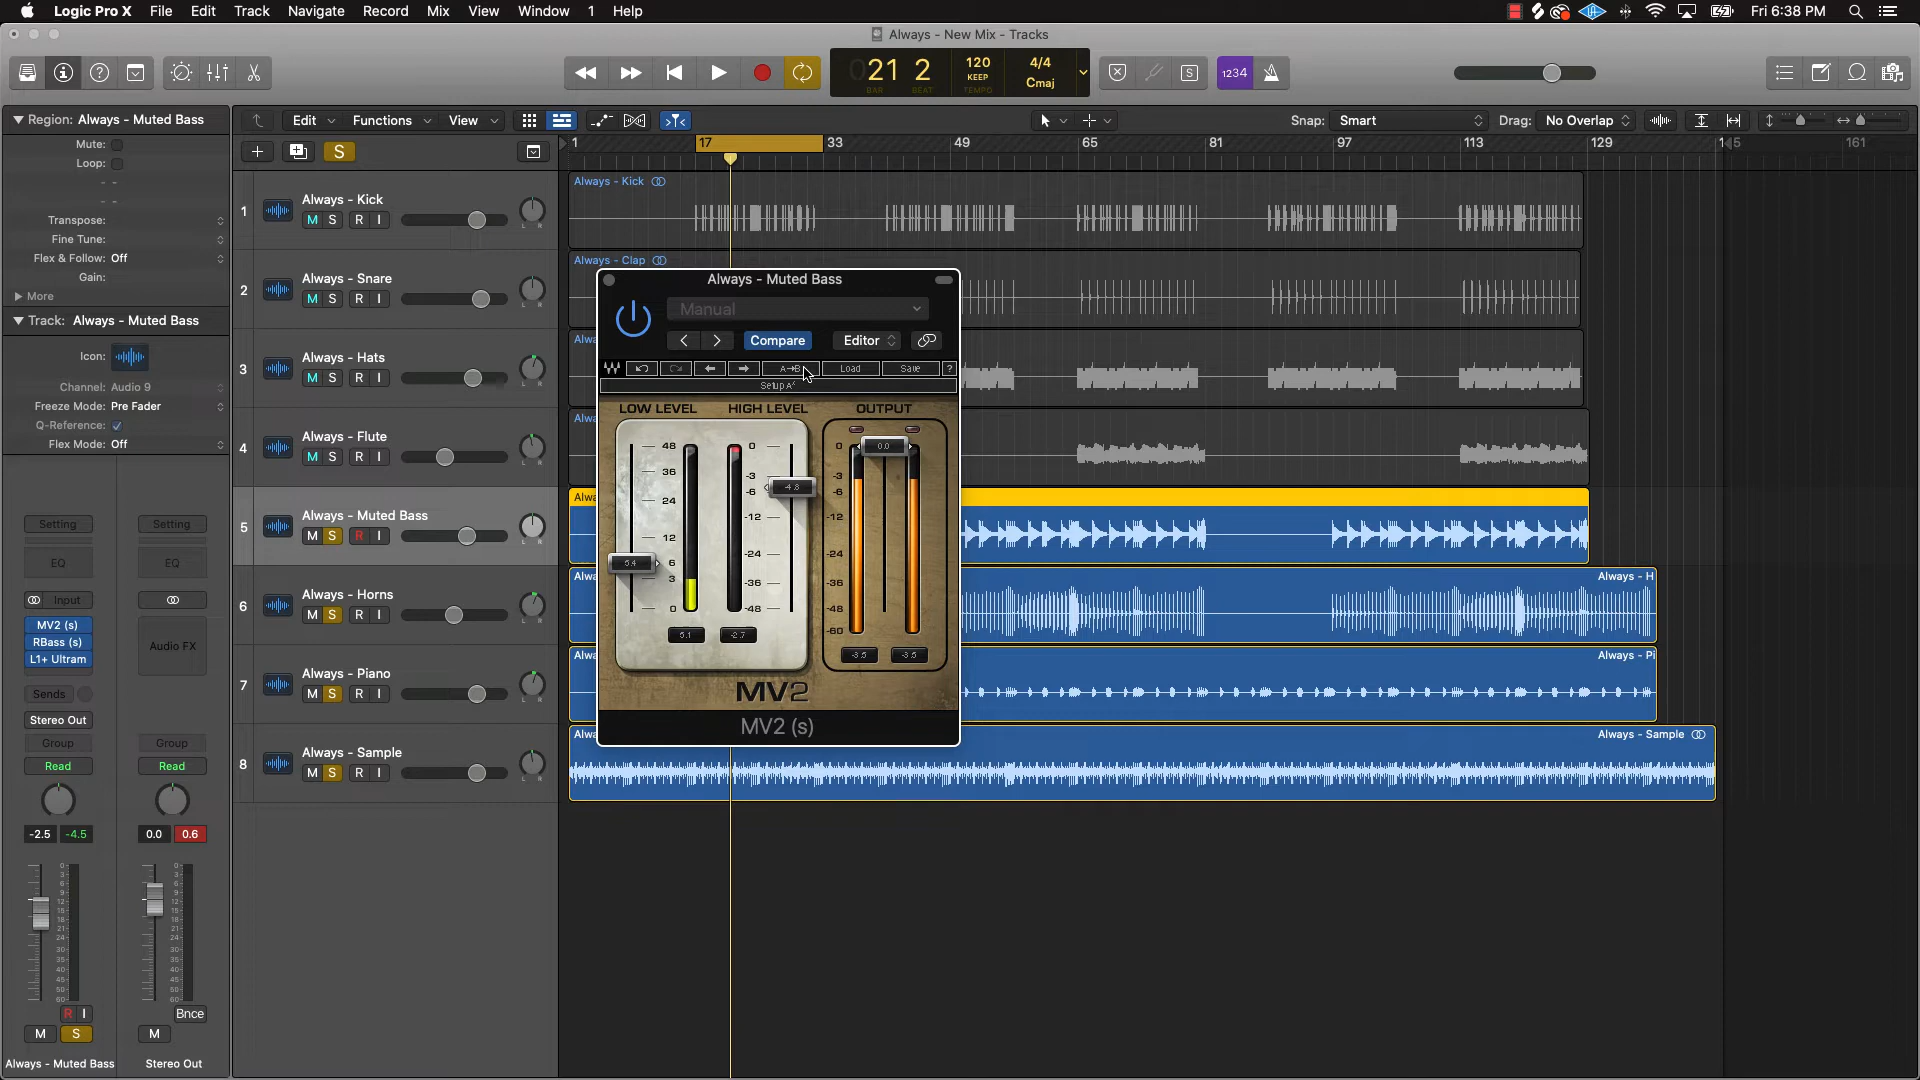 Logic Pro X File Edit Track Navigate Record Mix View Window 1 Help
Fri 6:38 PM
Always - New Mix - Tracks
21 2
BAR BEAT
120
KEEP
TEMPO
4/4
Cmaj
S
1234
Region: Always - Muted Bass
Mute:
Loop:
Transpose:
Fine Tune:
Flex & Follow: Off
Gain:
More
Track: Always - Muted Bass
Icon:
Channel: Audio 9
Freeze Mode: Pre Fader
Q-Reference:
Flex Mode: Off
Edit Functions View
Snap: Smart
Drag: No Overlap
S
1 17 33 49 65 81 97 113 129 145 161
1 Always - Kick
M S R I
L R
2 Always - Snare
M S R I
L R
3 Always - Hats
M S R I
L R
4 Always - Flute
M S R I
L R
5 Always - Muted Bass
M S R I
L R
6 Always - Horns
M S R I
L R
7 Always - Piano
M S R I
L R
8 Always - Sample
M S R I
L R
Always - Kick
Always - Clap
Always - H
Always - Pi
Always - Sample
Always - Muted Bass
Manual
Compare
Editor
A→B
Load
Save
?
Setup A*
LOW LEVEL HIGH LEVEL OUTPUT
48
36
24
12
6
3
0
0
-3
-6
-12
-24
-36
-48
0
-3
-6
-12
-24
-36
-48
-60
5.4
-4.8
0.0
5.1 -2.7
-3.5 -3.5
MV2
MV2 (s)
Setting Setting
EQ EQ
Input
MV2 (s)
RBass (s)
L1+ Ultram
Audio FX
Sends
Stereo Out
Group Group
Read Read
-2.5 -4.5
0.0 0.6
R I
Bnce
M S
M
Always - Muted Bass
Stereo Out